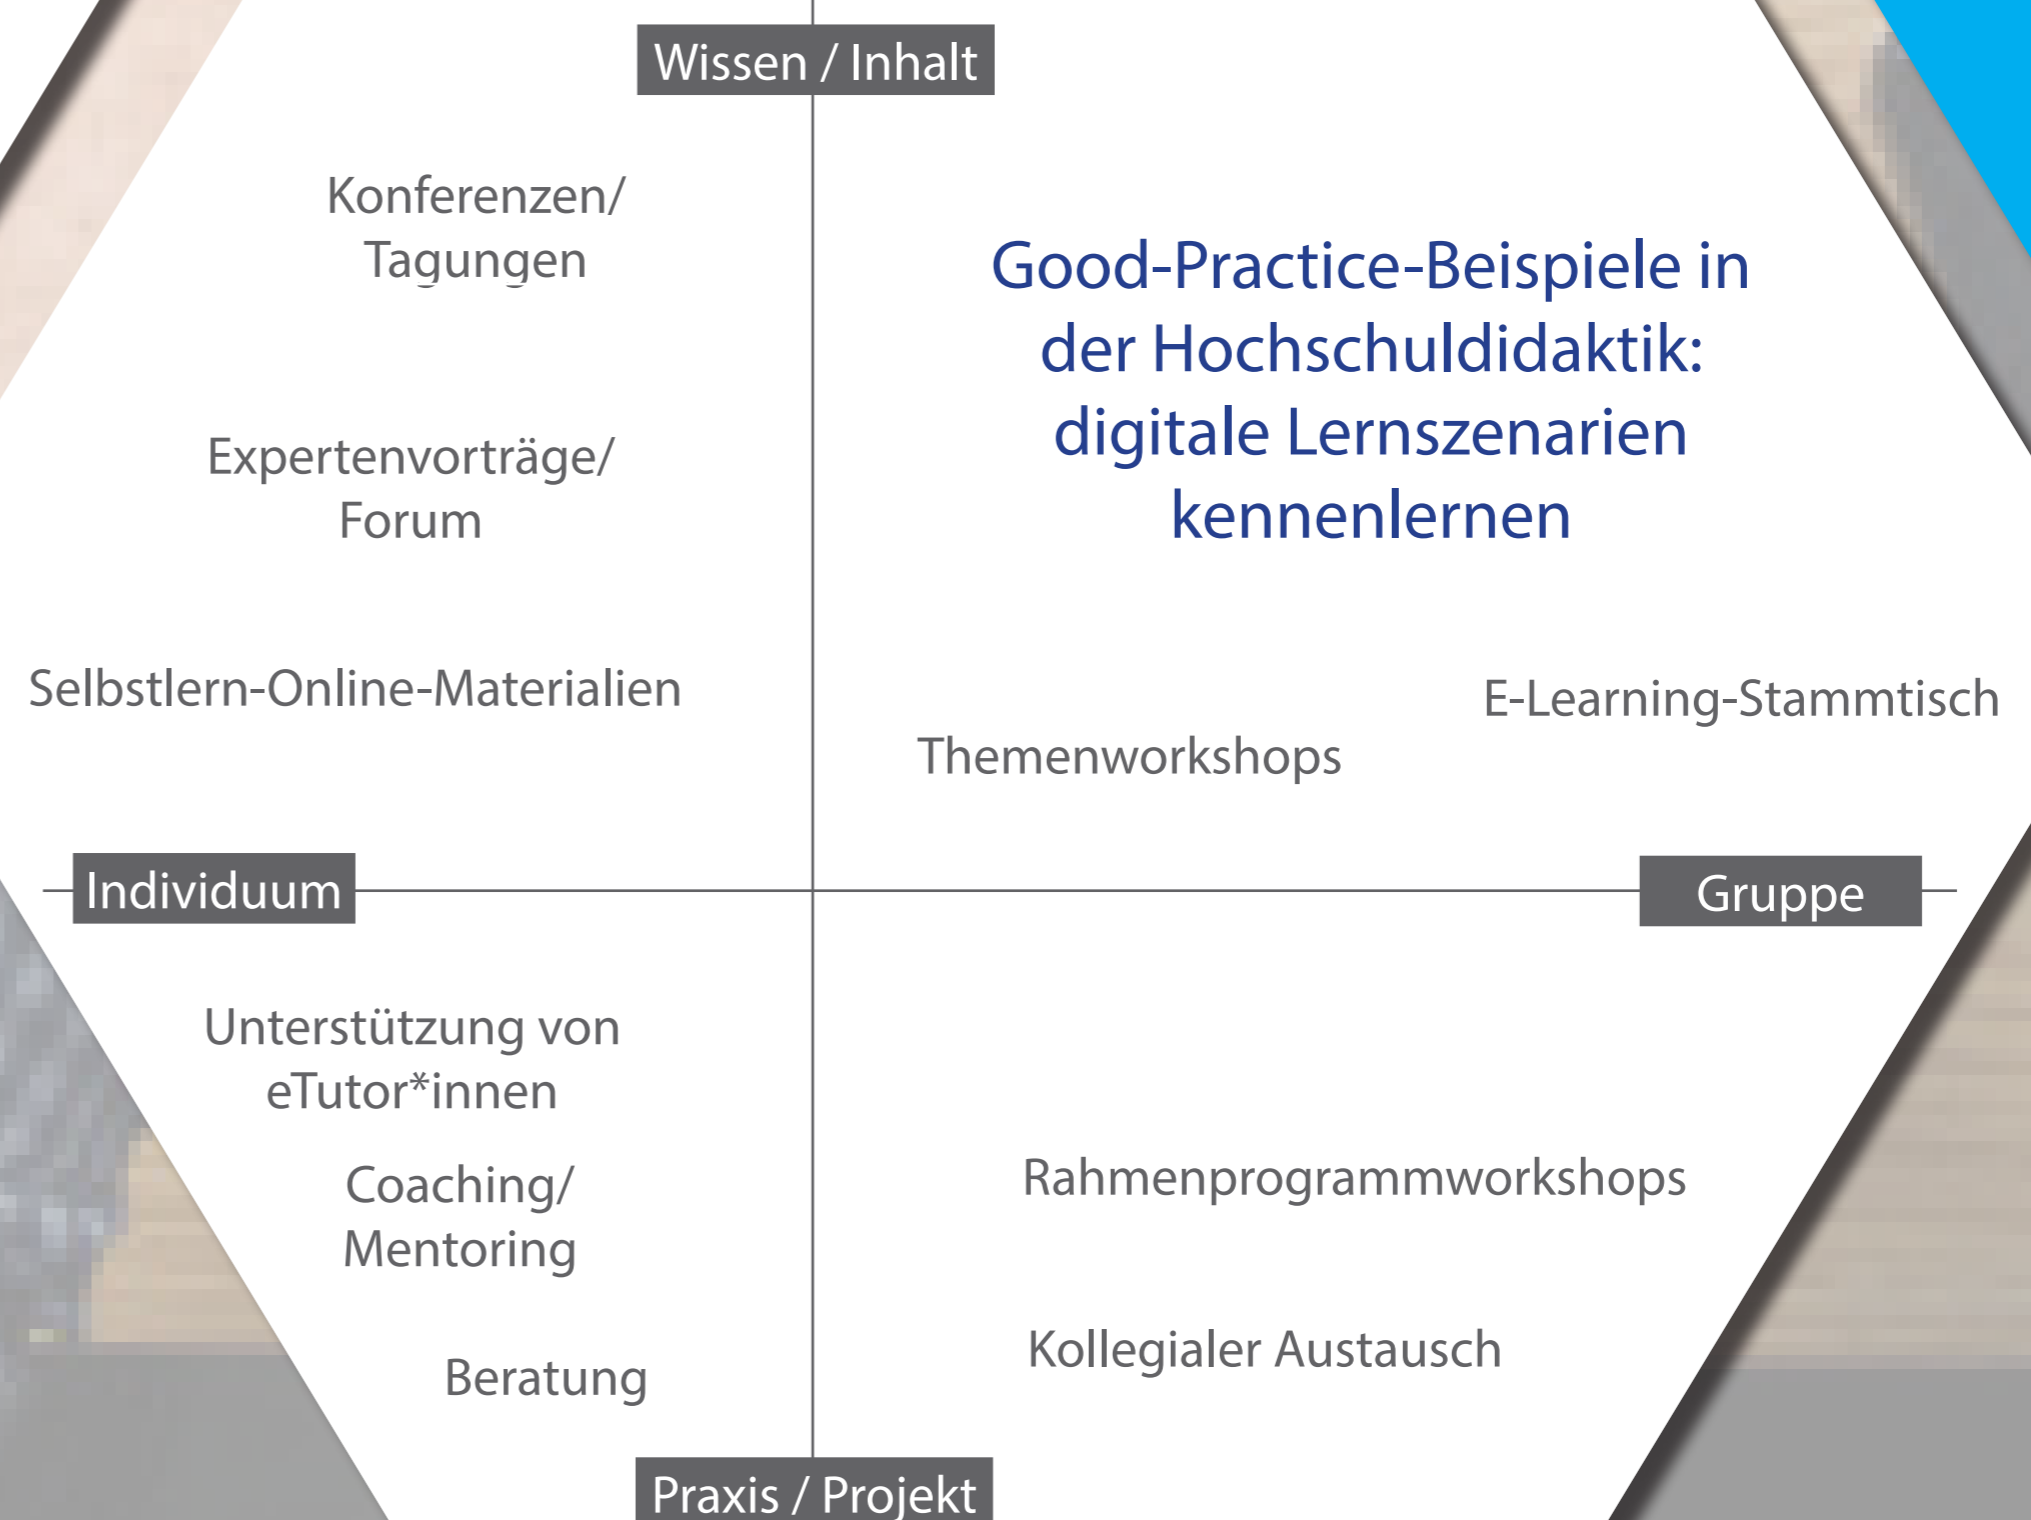 Wissen / Inhalt
Konferenzen/
Tagungen
Good-Practice-Beispiele in
der Hochschuldidaktik:
digitale Lernszenarien
kennenlernen
Expertenvorträge/
Forum
Selbstlern-Online-Materialien
E-Learning-Stammtisch
Themenworkshops
Individuum
Gruppe
Unterstützung von
eTutor*innen
Coaching/
Mentoring
Rahmenprogrammworkshops
Kollegialer Austausch
Beratung
Praxis / Projekt